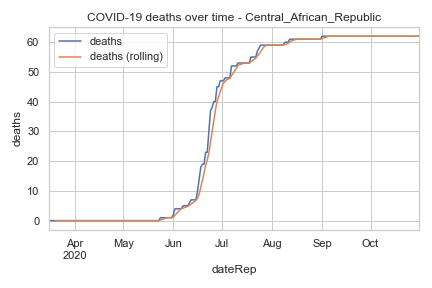 COVID-19 deaths over time - Central_African_Republic
deaths
deaths (rolling)
deaths
60
50
40
30
20
10
0
Apr
2020
May
Jun
Jul
Aug
Sep
Oct
dateRep